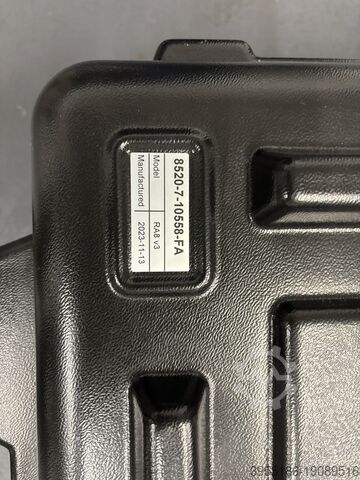 8520-7-10558-FA
Model RA8 v3
Manufactured 2023-11-13